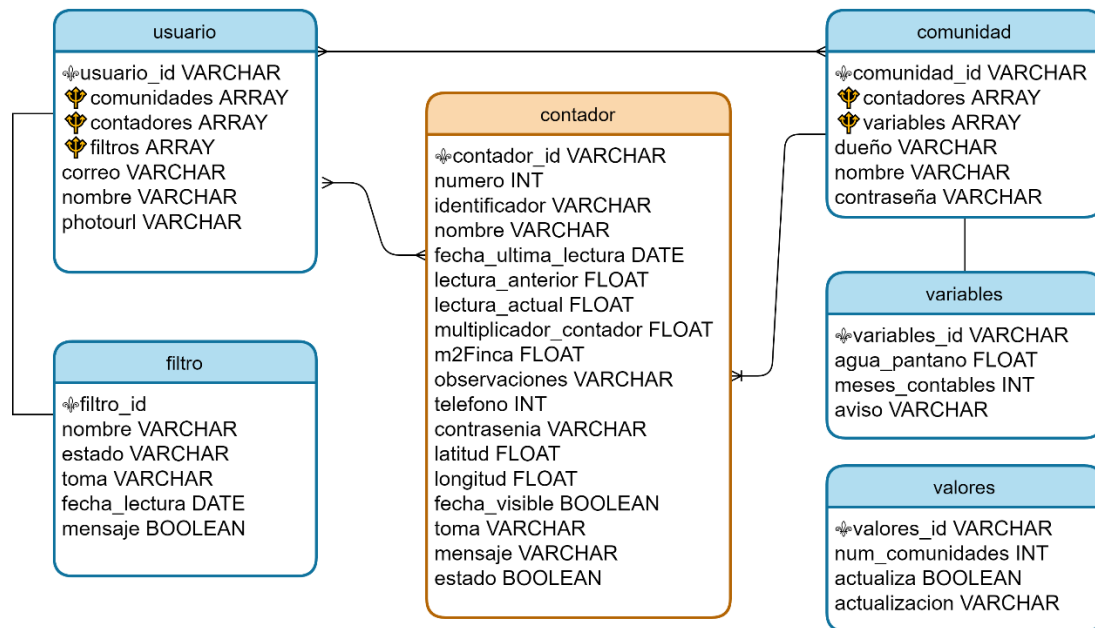 usuario
usuario_id VARCHAR
comunidades ARRAY
contadores ARRAY
filtros ARRAY
correo VARCHAR
nombre VARCHAR
photourl VARCHAR
filtro
filtro_id
nombre VARCHAR
estado VARCHAR
toma VARCHAR
fecha_lectura DATE
mensaje BOOLEAN
contador
contador_id VARCHAR
numero INT
identificador VARCHAR
nombre VARCHAR
fecha_ultima_lectura DATE
lectura_anterior FLOAT
lectura_actual FLOAT
multiplicador_contador FLOAT
m2Finca FLOAT
observaciones VARCHAR
telefono INT
contrasenia VARCHAR
latitud FLOAT
longitud FLOAT
fecha_visible BOOLEAN
toma VARCHAR
mensaje VARCHAR
estado BOOLEAN
comunidad
comunidad_id VARCHAR
contadores ARRAY
variables ARRAY
dueño VARCHAR
nombre VARCHAR
contraseña VARCHAR
variables
variables_id VARCHAR
agua_pantano FLOAT
meses_contables INT
aviso VARCHAR
valores
valores_id VARCHAR
num_comunidades INT
actualiza BOOLEAN
actualizacion VARCHAR